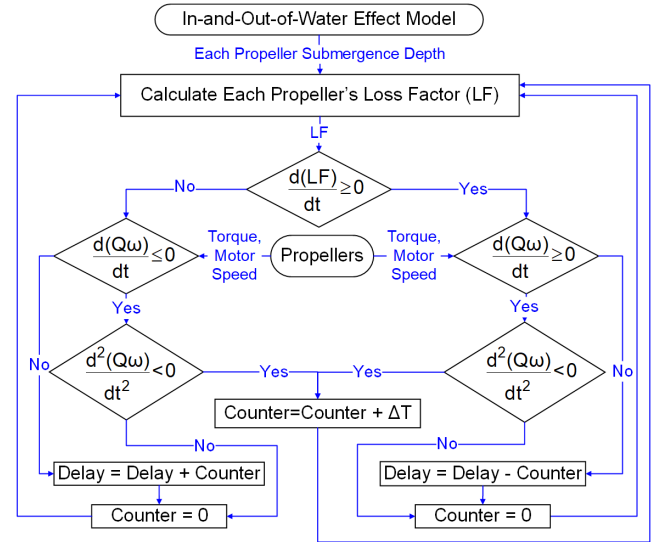 In-and-Out-of-Water Effect Model
Each Propeller Submergence Depth
Calculate Each Propeller's Loss Factor (LF)
LF
d(LF)/dt ≥0
No
Yes
d(Qω)/dt ≤0
Torque,
Motor
Speed
Propellers
Torque,
Motor
Speed
d(Qω)/dt ≥0
Yes
Yes
No
d²(Qω)/dt² <0
Yes
Yes
d²(Qω)/dt² <0
No
Counter=Counter + ΔT
No
No
Delay = Delay + Counter
Delay = Delay - Counter
Counter = 0
Counter = 0